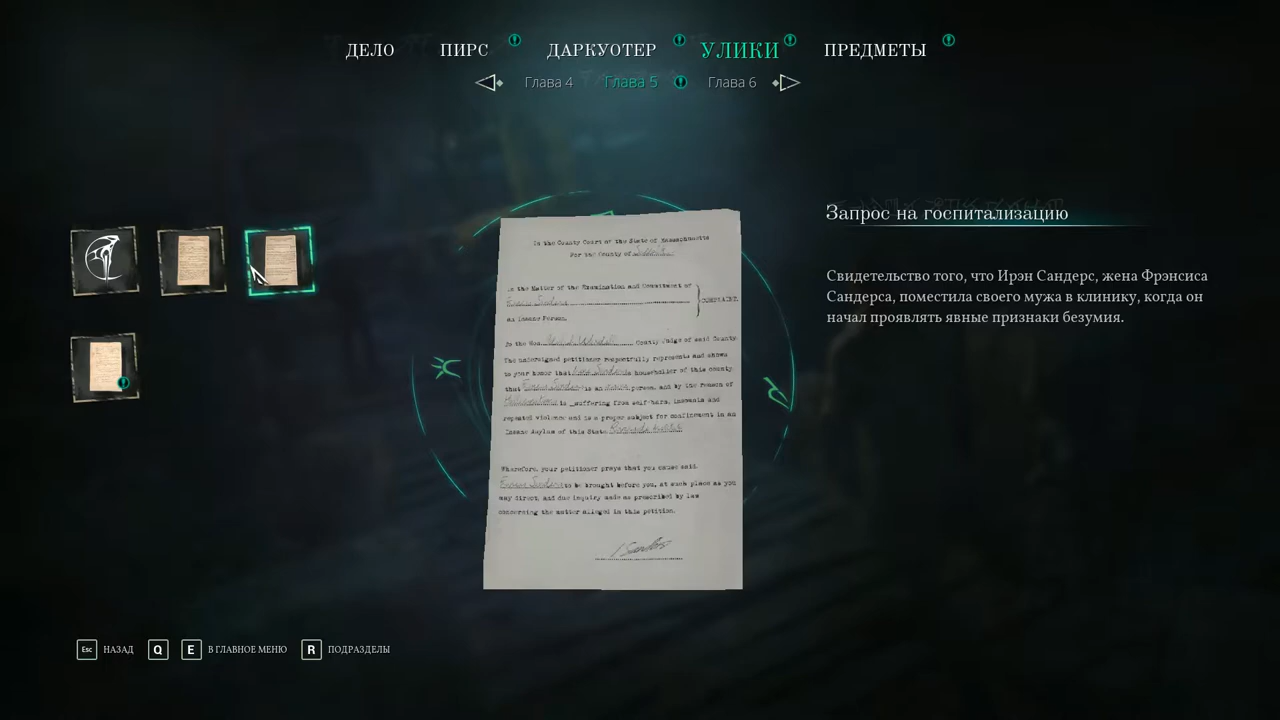 ДЕЛО ПИРС ДАРКУОТЕР УЛИКИ ПРЕДМЕТЫ
Глава 4 Глава 5 Глава 6
Запрос на госпитализацию
Свидетельство того, что Ирэн Сандерс, жена Фрэнсиса
Сандерса, поместила своего мужа в клинику, когда он
начал проявлять явные признаки безумия.
In the County Court of the State of Massachusetts
For the County of
In the Matter of the Examination and Commitment of
COMPLAINT.
an Insane Person.
To the Hon. County Judge of said County
The undersigned petitioner respectfully represents and shows
to your honor that is householder of this county
that is an person, and by the reason of
is suffering from self-harm, insomnia and
repeated violence and is a proper subject for confinement in an
Insane Asylum of this State
Wherefore, your petitioner prays that you cause said
to be brought before you, at such place as you
may direct, and due inquiry made as prescribed by law
concerning the matter alleged in this petition.
Esc НАЗАД Q E В ГЛАВНОЕ МЕНЮ R ПОДРАЗДЕЛЫ